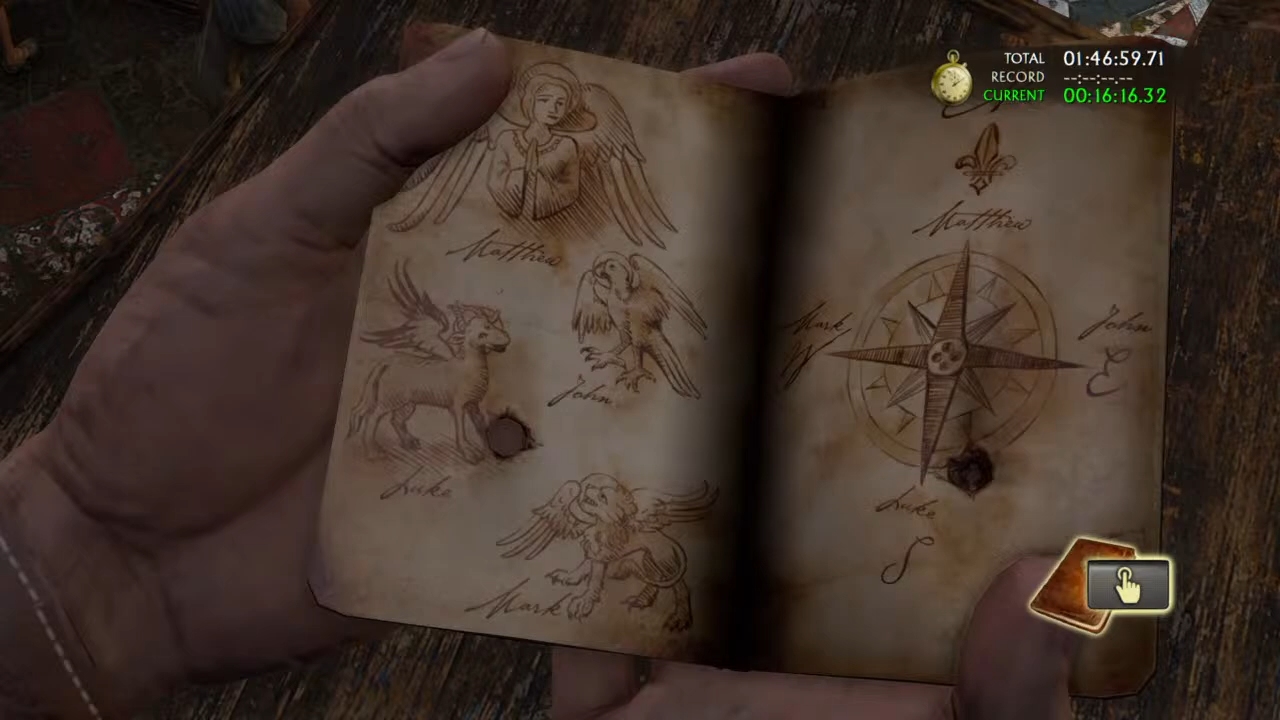 TOTAL 01:46:59.71
RECORD --:--:--.--
CURRENT 00:16:16.32
Matthew
John
Luke
Mark
Matthew
Mark
W
John
E
Luke
S